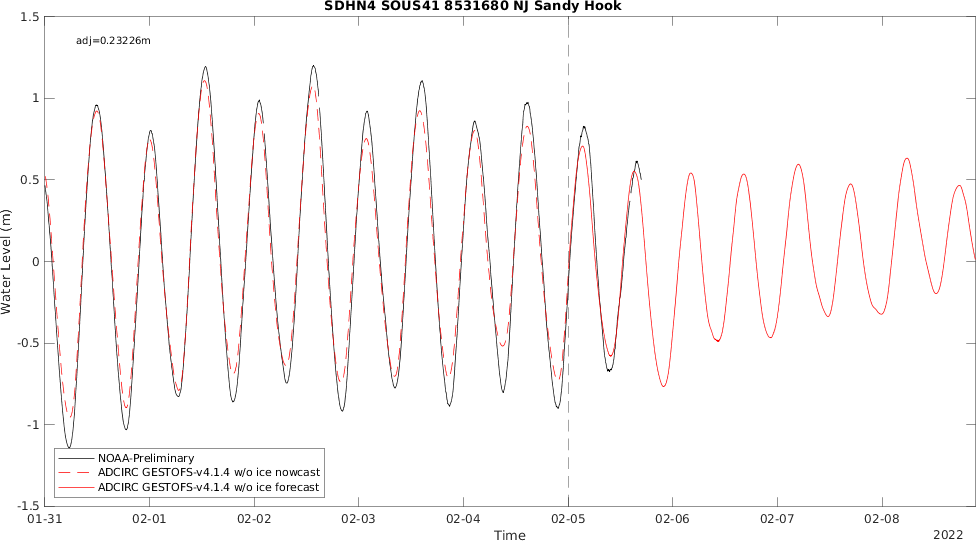 SDHN4 SOUS41 8531680 NJ Sandy Hook
adj=0.23226m
1.5
1
0.5
0
-0.5
-1
-1.5
Water Level (m)
NOAA-Preliminary
ADCIRC GESTOFS-v4.1.4 w/o ice nowcast
ADCIRC GESTOFS-v4.1.4 w/o ice forecast
01-31 02-01 02-02 02-03 02-04 02-05 02-06 02-07 02-08
Time
2022